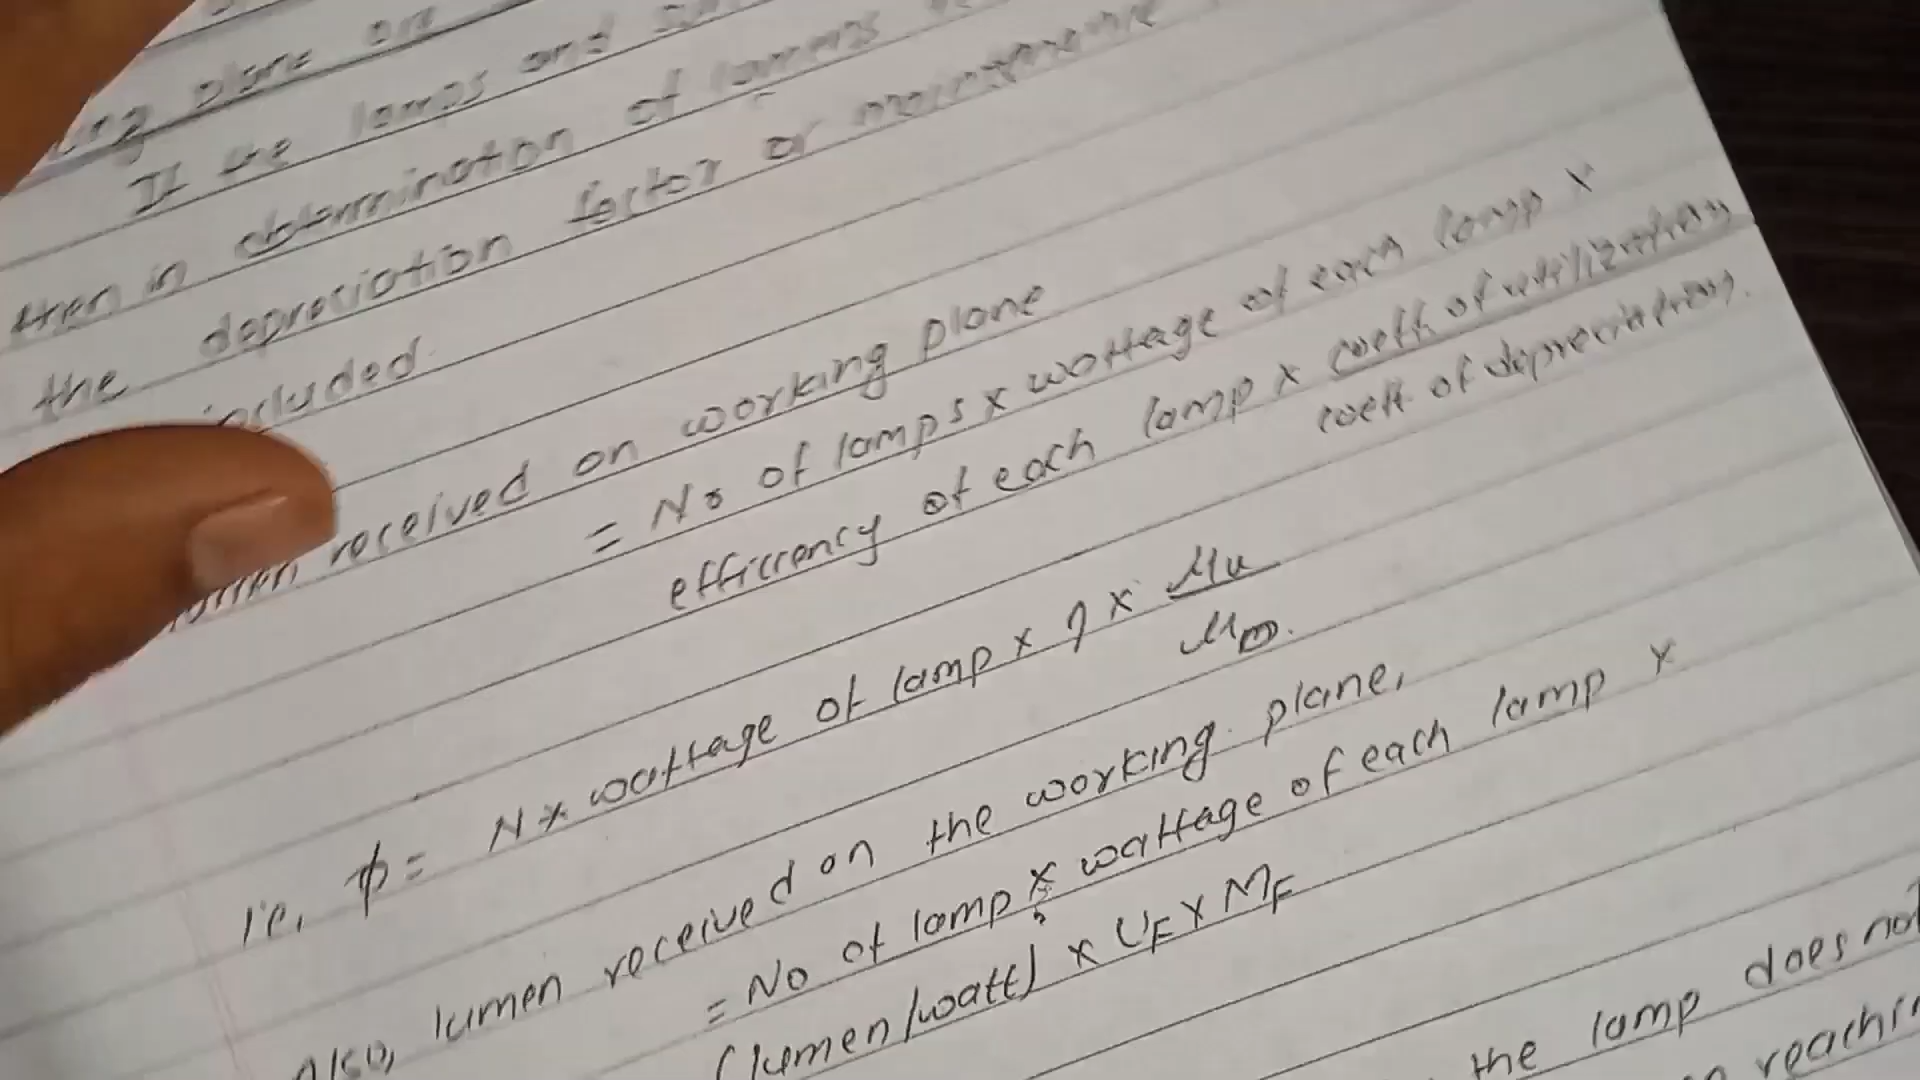 plane are
If the lamps and
then in determination of lamens
the depreciation factor or maintenance
included.
received on working plane
= No of lamps x wattage of each lamp x
efficiency of each lamp x coeff. of utilization
coeff. of depreciation.
i.e, ϕ = N x wattage of lamp x η x Mu
MD.
Also, lumen received on the working plane,
= No of lamp x wattage of each lamp x
(lumen/watt) x UF x MF
the lamp does not